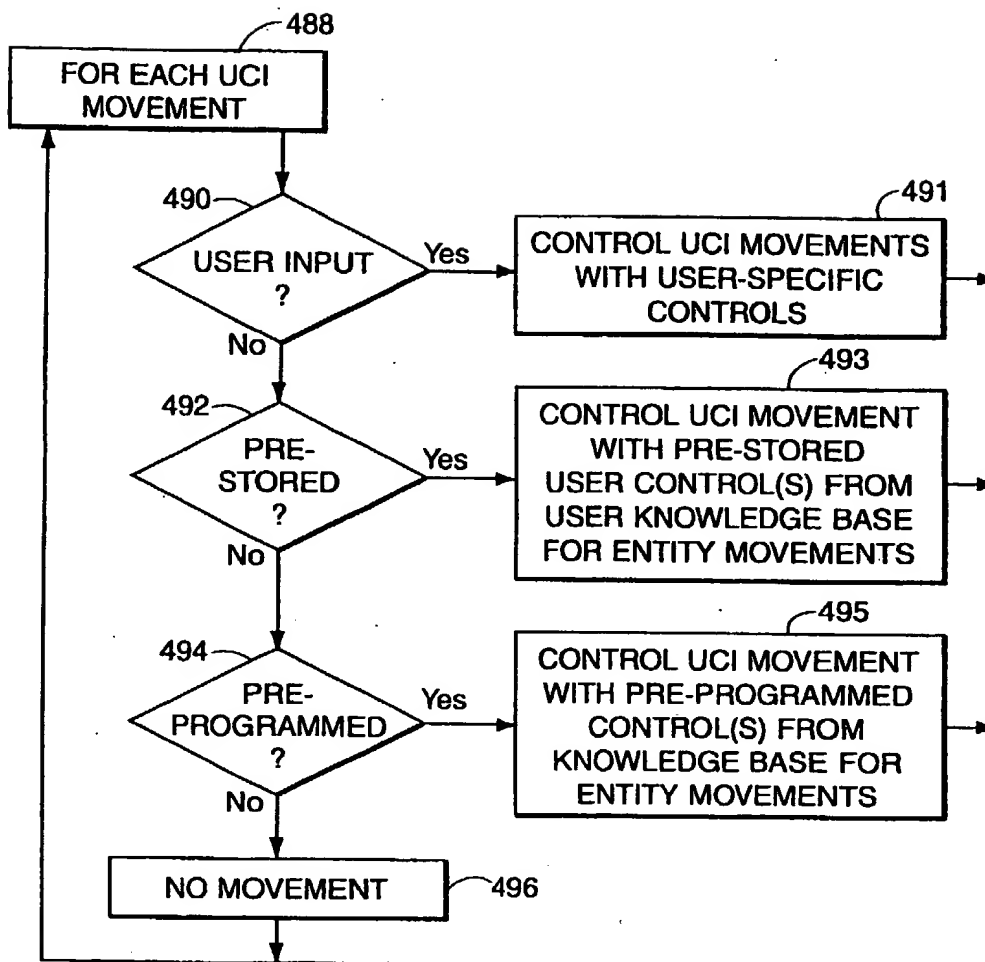 488
FOR EACH UCI
MOVEMENT
490
USER INPUT
?
Yes
No
491
CONTROL UCI MOVEMENTS
WITH USER-SPECIFIC
CONTROLS
492
PRE-
STORED
?
Yes
No
493
CONTROL UCI MOVEMENT
WITH PRE-STORED
USER CONTROL(S) FROM
USER KNOWLEDGE BASE
FOR ENTITY MOVEMENTS
494
PRE-
PROGRAMMED
?
Yes
No
495
CONTROL UCI MOVEMENT
WITH PRE-PROGRAMMED
CONTROL(S) FROM
KNOWLEDGE BASE FOR
ENTITY MOVEMENTS
NO MOVEMENT
496